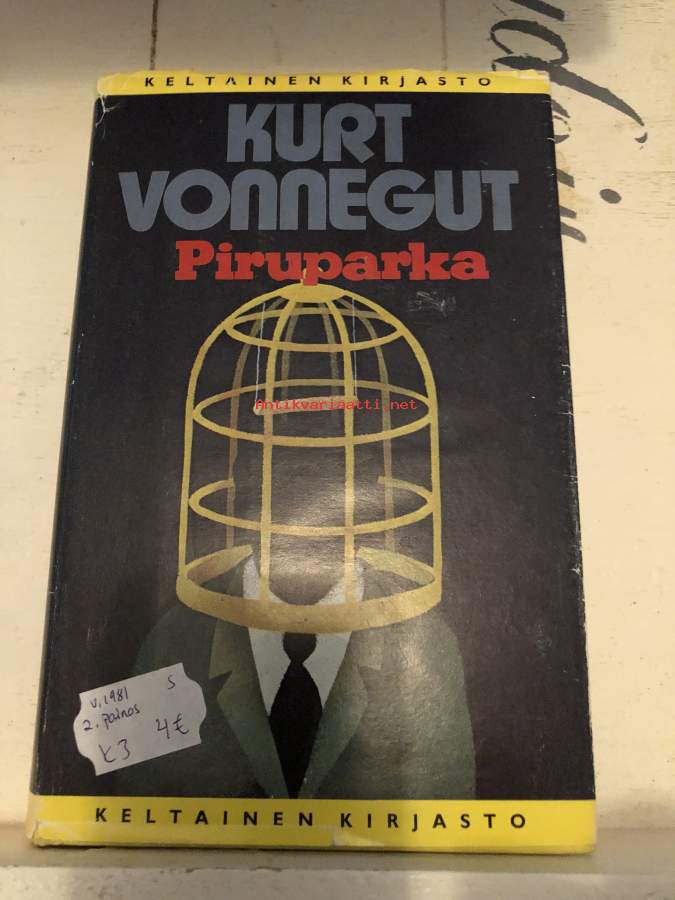 KELTAINEN KIRJASTO
KURT
VONNEGUT
Piruparka
Antikvariaatti.net
v. 1981 S
2. painos
K3 4€
KELTAINEN KIRJASTO